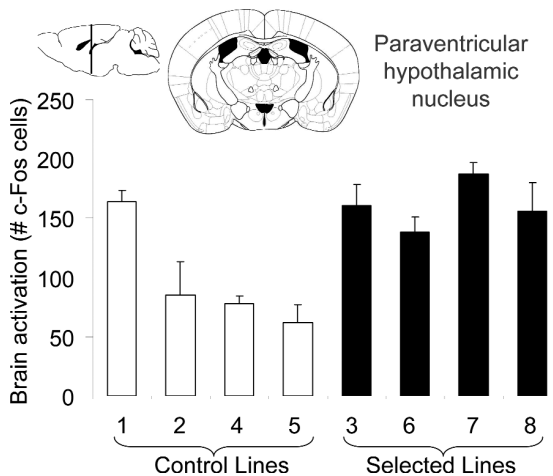 Paraventricular
hypothalamic
nucleus
Brain activation (# c-Fos cells)
250
200
150
100
50
0
1 2 4 5 3 6 7 8
Control Lines Selected Lines